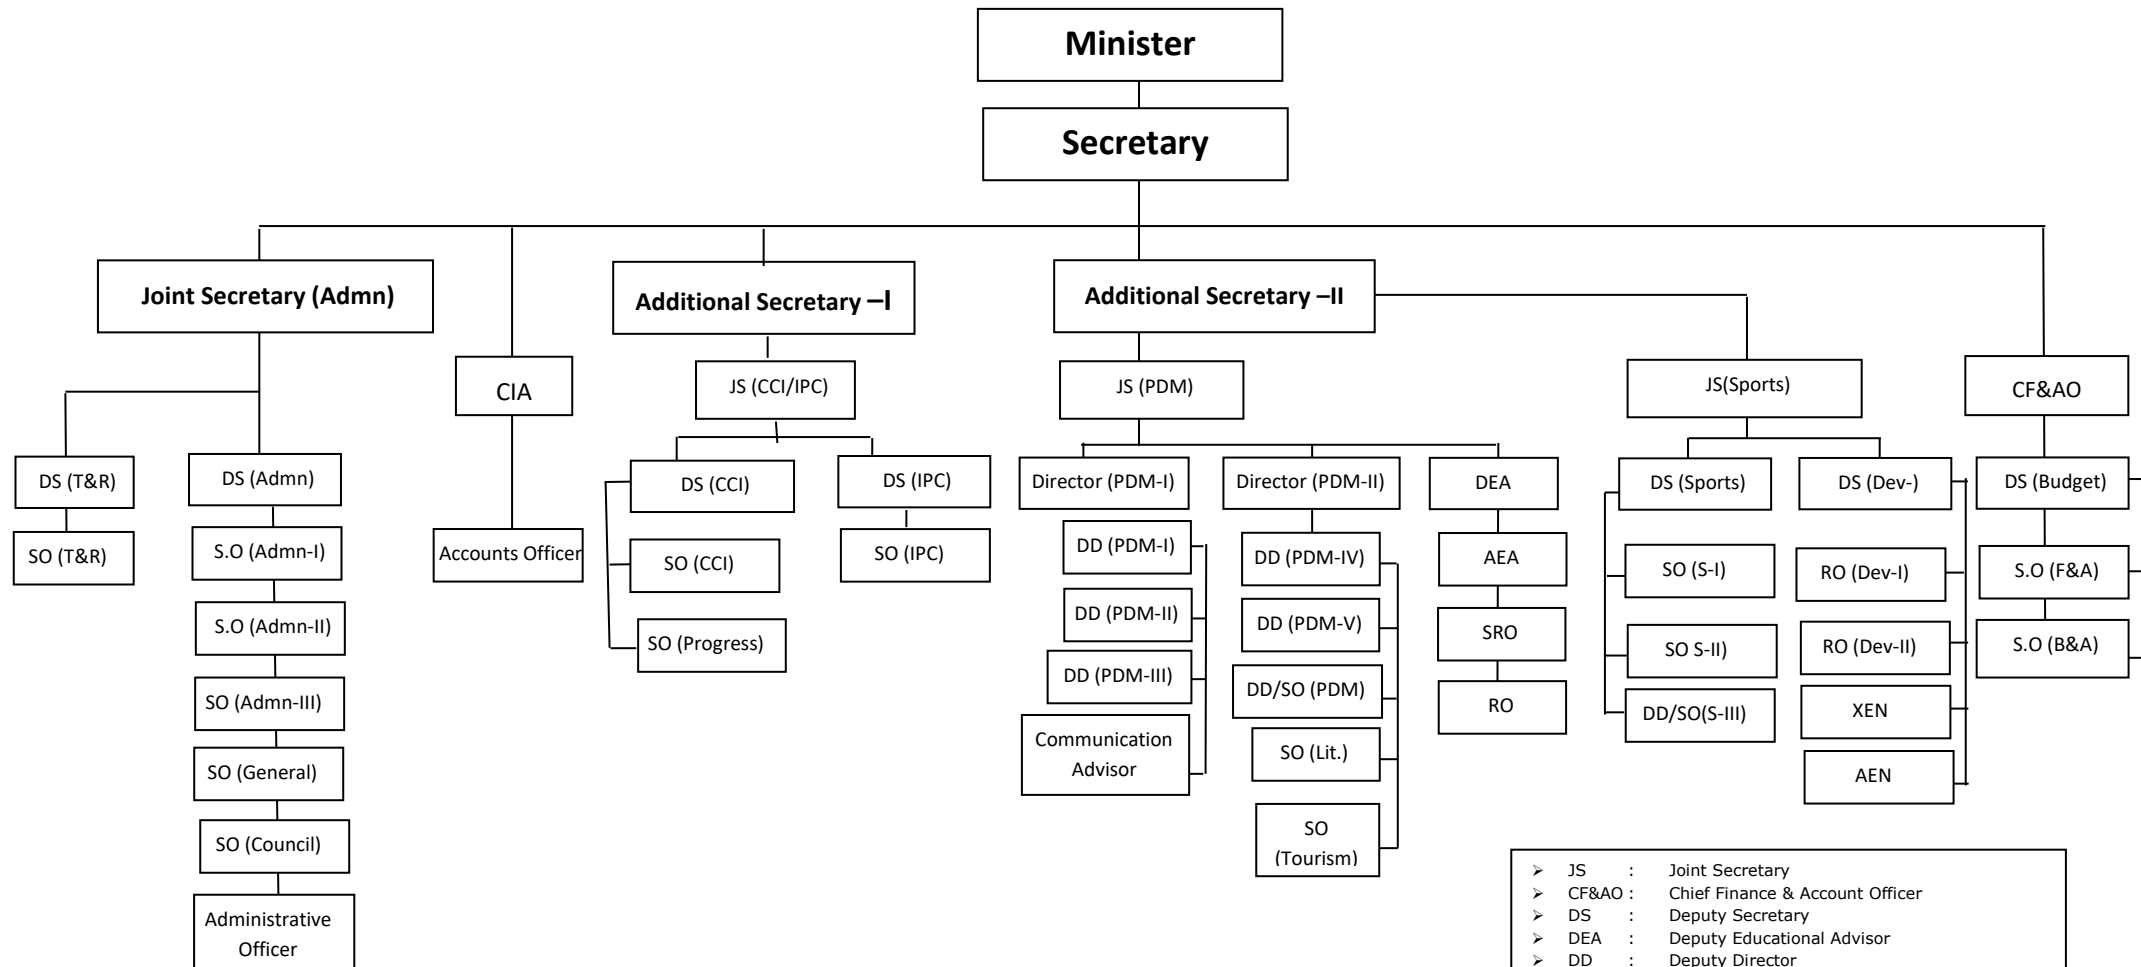 Minister
Secretary
Joint Secretary (Admn)
Additional Secretary –I
Additional Secretary –II
CIA
JS (CCI/IPC)
JS (PDM)
JS(Sports)
CF&AO
DS (T&R)
DS (Admn)
DS (CCI)
DS (IPC)
Director (PDM-I)
Director (PDM-II)
DEA
DS (Sports)
DS (Dev-)
DS (Budget)
SO (T&R)
S.O (Admn-I)
Accounts Officer
SO (CCI)
SO (IPC)
DD (PDM-I)
DD (PDM-IV)
AEA
SO (S-I)
RO (Dev-I)
S.O (F&A)
S.O (Admn-II)
SO (Progress)
DD (PDM-II)
DD (PDM-V)
SRO
SO S-II)
RO (Dev-II)
S.O (B&A)
SO (Admn-III)
DD (PDM-III)
DD/SO (PDM)
RO
DD/SO(S-III)
XEN
SO (General)
Communication
Advisor
SO (Lit.)
AEN
SO (Council)
SO
(Tourism)
Administrative
Officer
➢ JS : Joint Secretary
➢ CF&AO : Chief Finance & Account Officer
➢ DS : Deputy Secretary
➢ DEA : Deputy Educational Advisor
➢ DD : Deputy Director